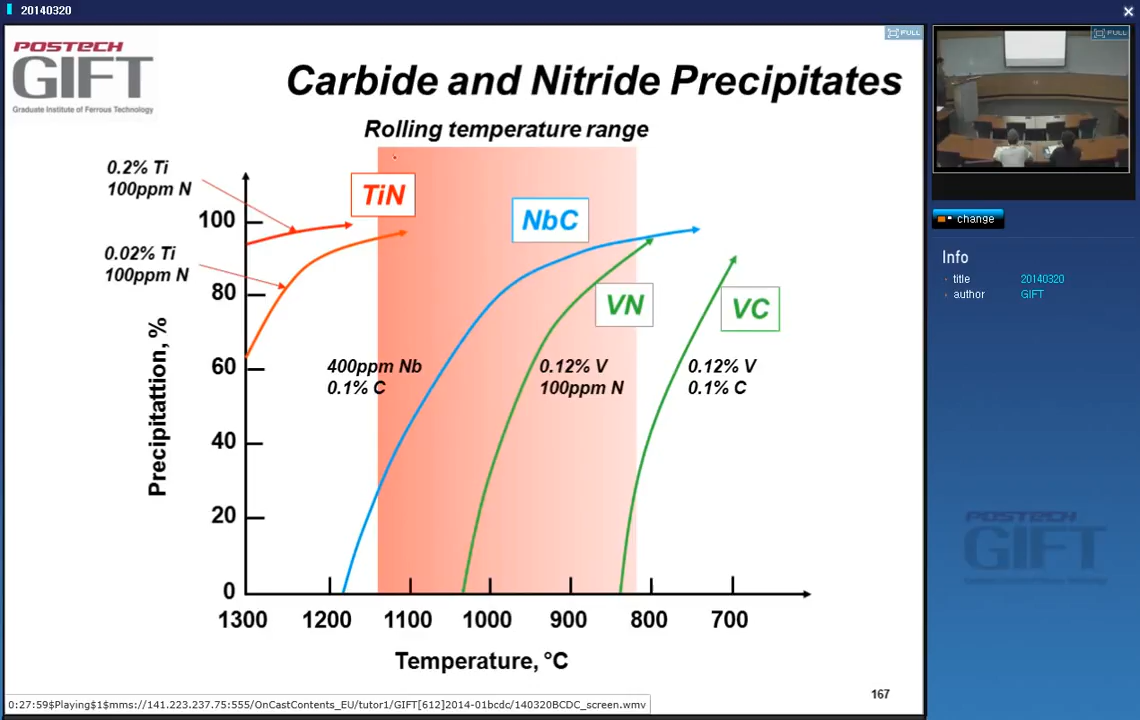 20140320
POSTECH
GIFT
Graduate Institute of Ferrous Technology
FULL
Carbide and Nitride Precipitates
Rolling temperature range
0.2% Ti
100ppm N
0.02% Ti
100ppm N
TiN
NbC
VN
VC
400ppm Nb
0.1% C
0.12% V
100ppm N
0.12% V
0.1% C
Precipitattion, %
100
80
60
40
20
0
1300 1200 1100 1000 900 800 700
Temperature, °C
167
0:27:59$Playing$1$mms://141.223.237.75:555/OnCastContents_EU/tutor1/GIFT[612]2014-01bcdc/140320BCDC_screen.wmv
FULL
change
Info
title 20140320
author GIFT
POSTECH
GIFT